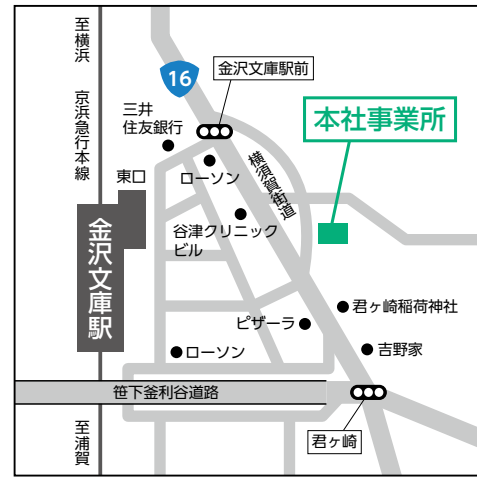 至横浜
京浜急行本線
金沢文庫駅前
16
三井
住友銀行
本社事業所
東口
ローソン
横須賀街道
谷津クリニック
ビル
金沢文庫駅
君ヶ崎稲荷神社
ピザーラ
ローソン
吉野家
笹下釜利谷道路
至浦賀
君ヶ崎